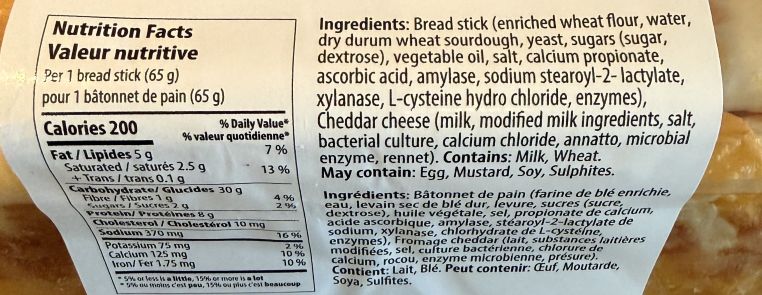 Nutrition Facts
Valeur nutritive
Per 1 bread stick (65 g)
pour 1 bâtonnet de pain (65 g)
Calories 200
% Daily Value*
% valeur quotidienne*
Fat / Lipides 5 g 7 %
Saturated / saturés 2.5 g
+ Trans / trans 0.1 g 13 %
Carbohydrate/ Glucides 30 g
Fibre / Fibres 1 g 4 %
Sugars / Sucres 2 g 2 %
Protein/ Protéines 8 g
Cholesterol / Cholestérol 10 mg
Sodium 370 mg 16 %
Potassium 75 mg 2 %
Calcium 125 mg 10 %
Iron/ Fer 1.75 mg 10 %
* 5% or less is a little, 15% or more is a lot
* 5% ou moins c'est peu, 15% ou plus c'est beaucoup
Ingredients: Bread stick (enriched wheat flour, water,
dry durum wheat sourdough, yeast, sugars (sugar,
dextrose), vegetable oil, salt, calcium propionate,
ascorbic acid, amylase, sodium stearoyl-2- lactylate,
xylanase, L-cysteine hydro chloride, enzymes),
Cheddar cheese (milk, modified milk ingredients, salt,
bacterial culture, calcium chloride, annatto, microbial
enzyme, rennet). Contains: Milk, Wheat.
May contain: Egg, Mustard, Soy, Sulphites.
Ingrédients: Bâtonnet de pain (farine de blé enrichie,
eau, levain sec de blé dur, levure, sucres (sucre,
dextrose), huile végétale, sel, propionate de calcium,
acide ascorbique, amylase, stéaroyl-2-lactylate de
sodium, xylanase, chlorhydrate de L-cystéine,
enzymes), Fromage cheddar (lait, substances laitières
modifiées, sel, culture bactérienne, chlorure de
calcium, rocou, enzyme microbienne, présure).
Contient: Lait, Blé. Peut contenir: Œuf, Moutarde,
Soya, Sulfites.